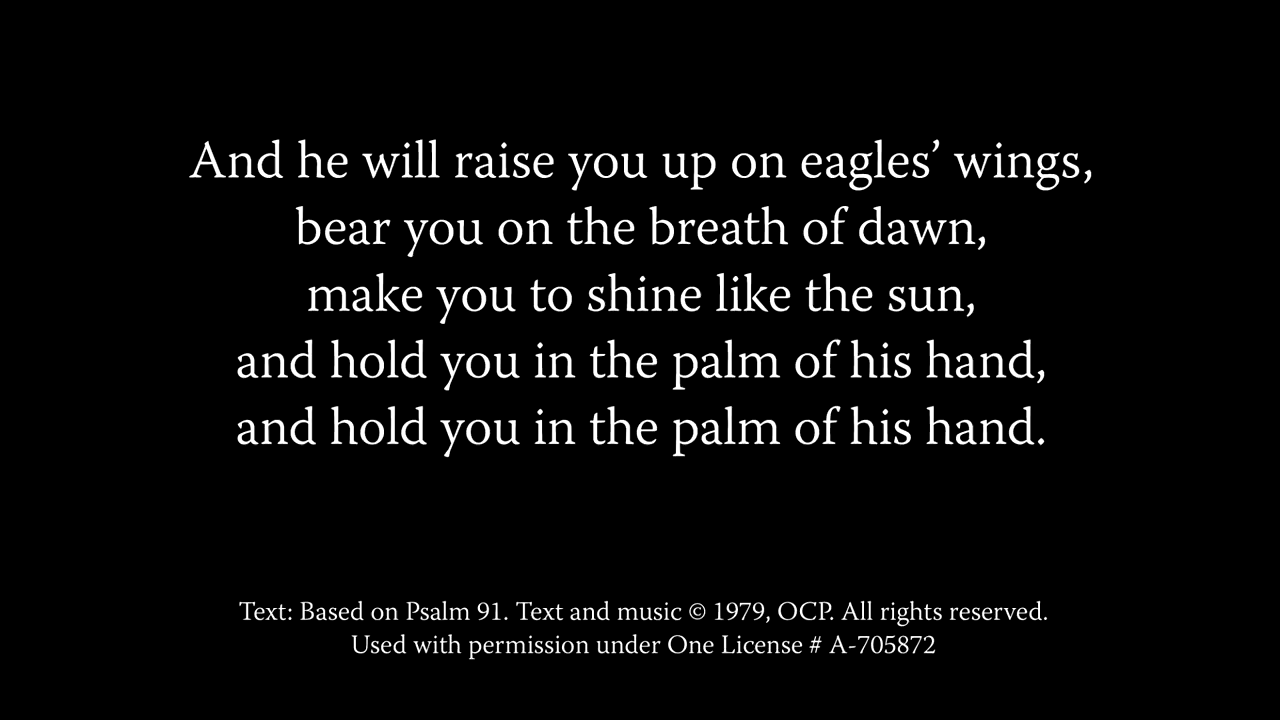 And he will raise you up on eagles’ wings,
bear you on the breath of dawn,
make you to shine like the sun,
and hold you in the palm of his hand,
and hold you in the palm of his hand.
Text: Based on Psalm 91. Text and music © 1979, OCP. All rights reserved.
Used with permission under One License # A-705872